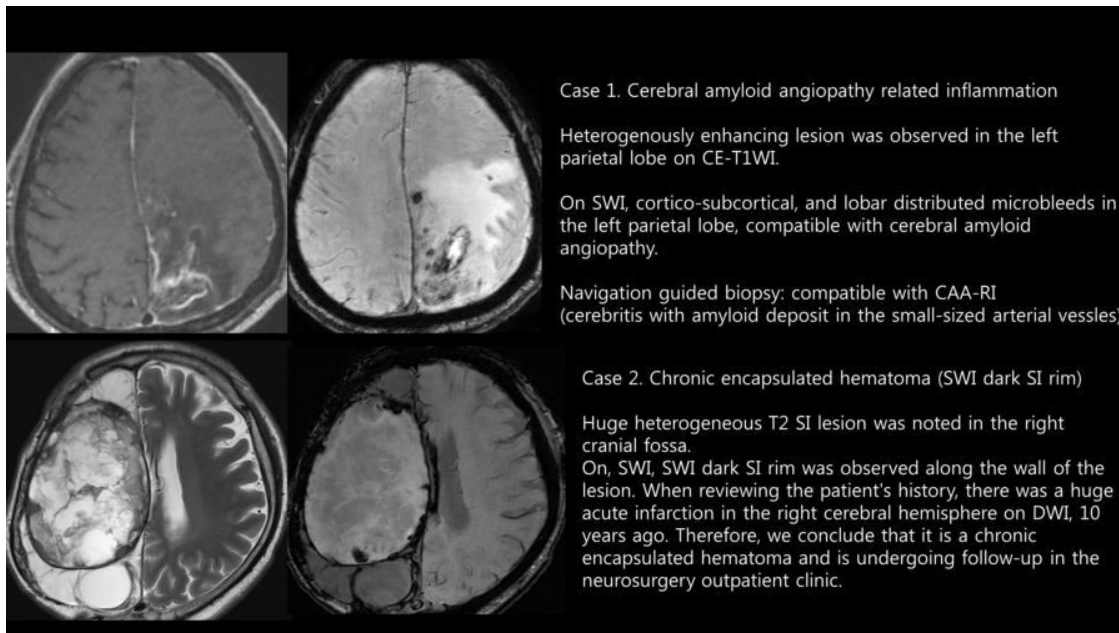 Case 1. Cerebral amyloid angiopathy related inflammation
Heterogenously enhancing lesion was observed in the left
parietal lobe on CE-T1WI.
On SWI, cortico-subcortical, and lobar distributed microbleeds in
the left parietal lobe, compatible with cerebral amyloid
angiopathy.
Navigation guided biopsy: compatible with CAA-RI
(cerebritis with amyloid deposit in the small-sized arterial vessles)
Case 2. Chronic encapsulated hematoma (SWI dark SI rim)
Huge heterogeneous T2 SI lesion was noted in the right
cranial fossa.
On, SWI, SWI dark SI rim was observed along the wall of the
lesion. When reviewing the patient's history, there was a huge
acute infarction in the right cerebral hemisphere on DWI, 10
years ago. Therefore, we conclude that it is a chronic
encapsulated hematoma and is undergoing follow-up in the
neurosurgery outpatient clinic.